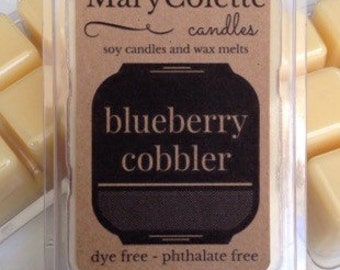 MaryColette
candles
soy candles and wax melts
blueberry
cobbler
dye free - phthalate free